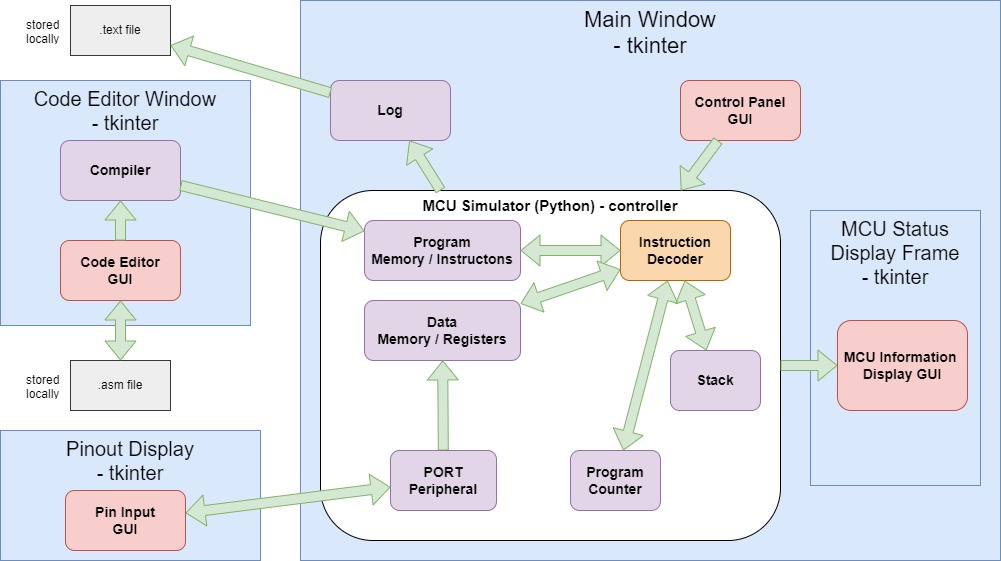 stored
locally
.text file
Main Window
- tkinter
Code Editor Window
- tkinter
Log
Control Panel
GUI
Compiler
MCU Simulator (Python) - controller
Program
Memory / Instructons
Instruction
Decoder
MCU Status
Display Frame
- tkinter
Code Editor
GUI
Data
Memory / Registers
MCU Information
Display GUI
Stack
stored
locally
.asm file
Pinout Display
- tkinter
PORT
Peripheral
Program
Counter
Pin Input
GUI